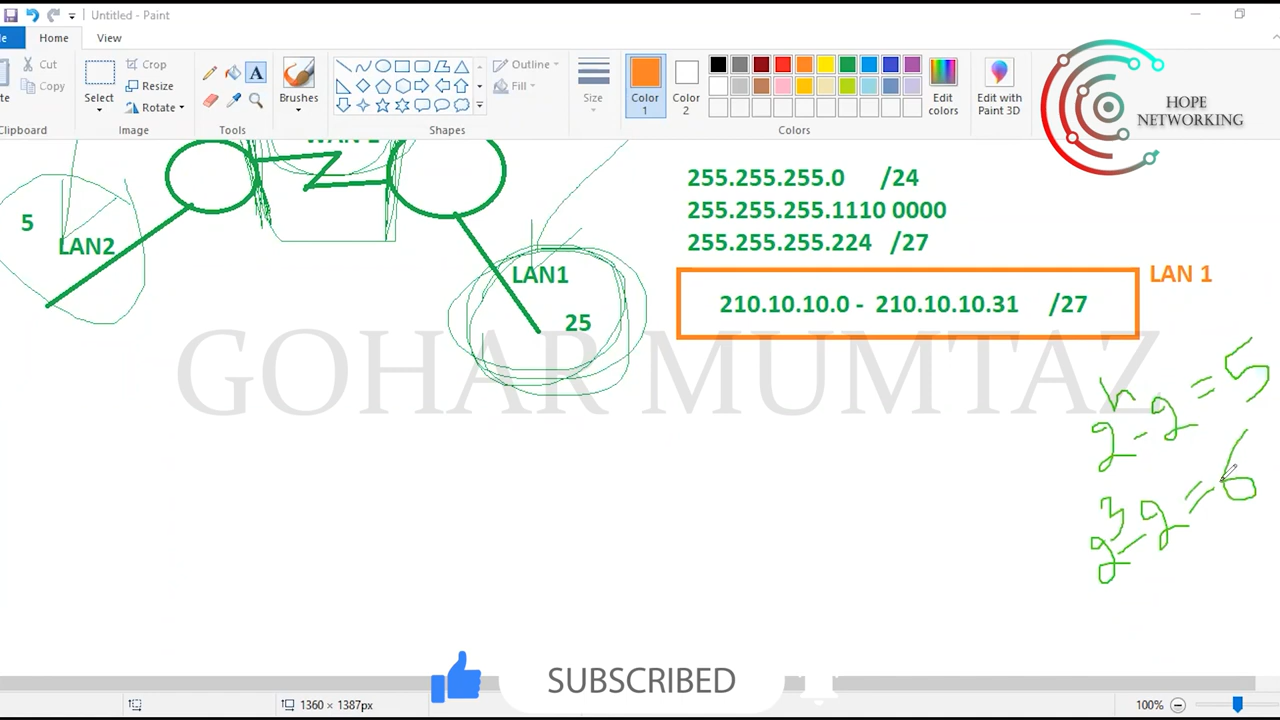 Untitled - Paint
Home View
Cut
Copy
Clipboard
Select
Crop
Resize
Rotate
Image
Tools
Brushes
Shapes
Outline
Fill
Size
Color 1
Color 2
Colors
Edit colors
Edit with Paint 3D
HOPE
NETWORKING
5
LAN2
LAN1
25
255.255.255.0 /24
255.255.255.1110 0000
255.255.255.224 /27
210.10.10.0 - 210.10.10.31 /27
LAN 1
GOHAR MUMTAZ
2^n - 2 = 5
2^3 - 2 = 6
SUBSCRIBED
1360 × 1387px
100%